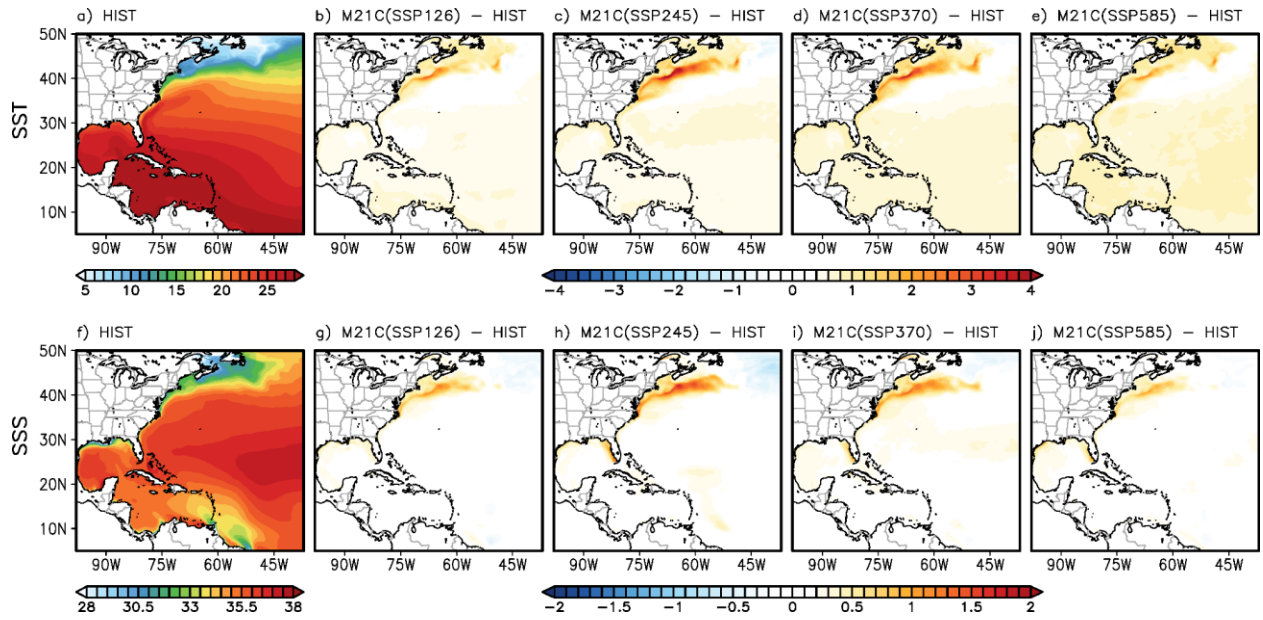 a) HIST
b) M21C(SSP126) – HIST
c) M21C(SSP245) – HIST
d) M21C(SSP370) – HIST
e) M21C(SSP585) – HIST
SST
50N
40N
30N
20N
10N
90W 75W 60W 45W
90W 75W 60W 45W
90W 75W 60W 45W
90W 75W 60W 45W
90W 75W 60W 45W
5 10 15 20 25
−4 −3 −2 −1 0 1 2 3 4
f) HIST
g) M21C(SSP126) – HIST
h) M21C(SSP245) – HIST
i) M21C(SSP370) – HIST
j) M21C(SSP585) – HIST
SSS
50N
40N
30N
20N
10N
90W 75W 60W 45W
90W 75W 60W 45W
90W 75W 60W 45W
90W 75W 60W 45W
90W 75W 60W 45W
28 30.5 33 35.5 38
−2 −1.5 −1 −0.5 0 0.5 1 1.5 2